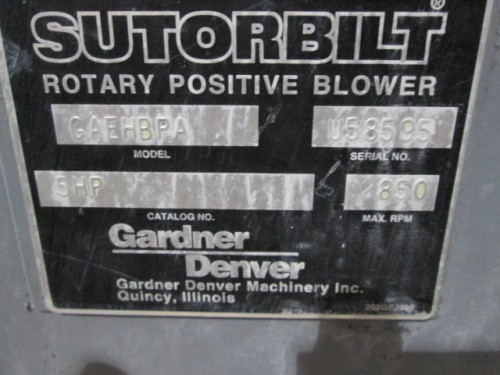 SUTORBILT®
ROTARY POSITIVE BLOWER
GAEHBPA U58595
MODEL SERIAL NO.
5HP 2850
CATALOG NO. MAX. RPM
Gardner
Denver
Gardner Denver Machinery Inc.
Quincy, Illinois